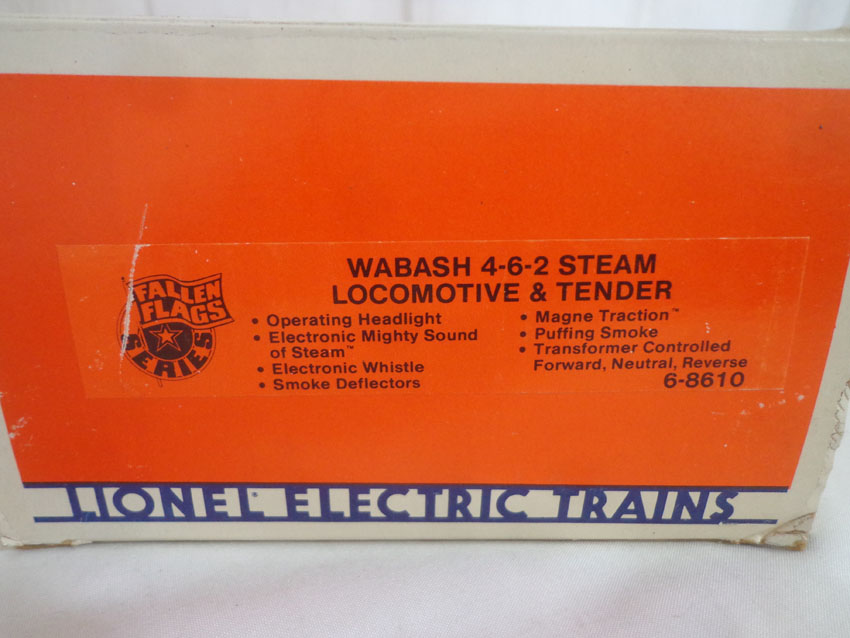 FALLEN
FLAGS
SERIES
WABASH 4-6-2 STEAM
LOCOMOTIVE & TENDER
• Operating Headlight
• Electronic Mighty Sound
of Steam™
• Electronic Whistle
• Smoke Deflectors
• Magne Traction™
• Puffing Smoke
• Transformer Controlled
Forward, Neutral, Reverse
6-8610
LIONEL® ELECTRIC TRAINS